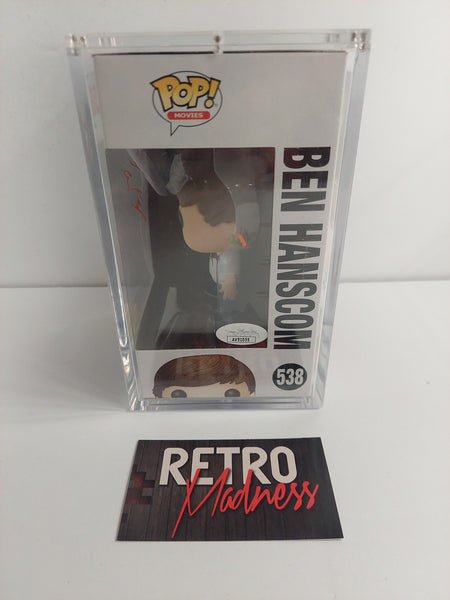 POP!
MOVIES
BEN HANSCOM
538
RETRO
Madness